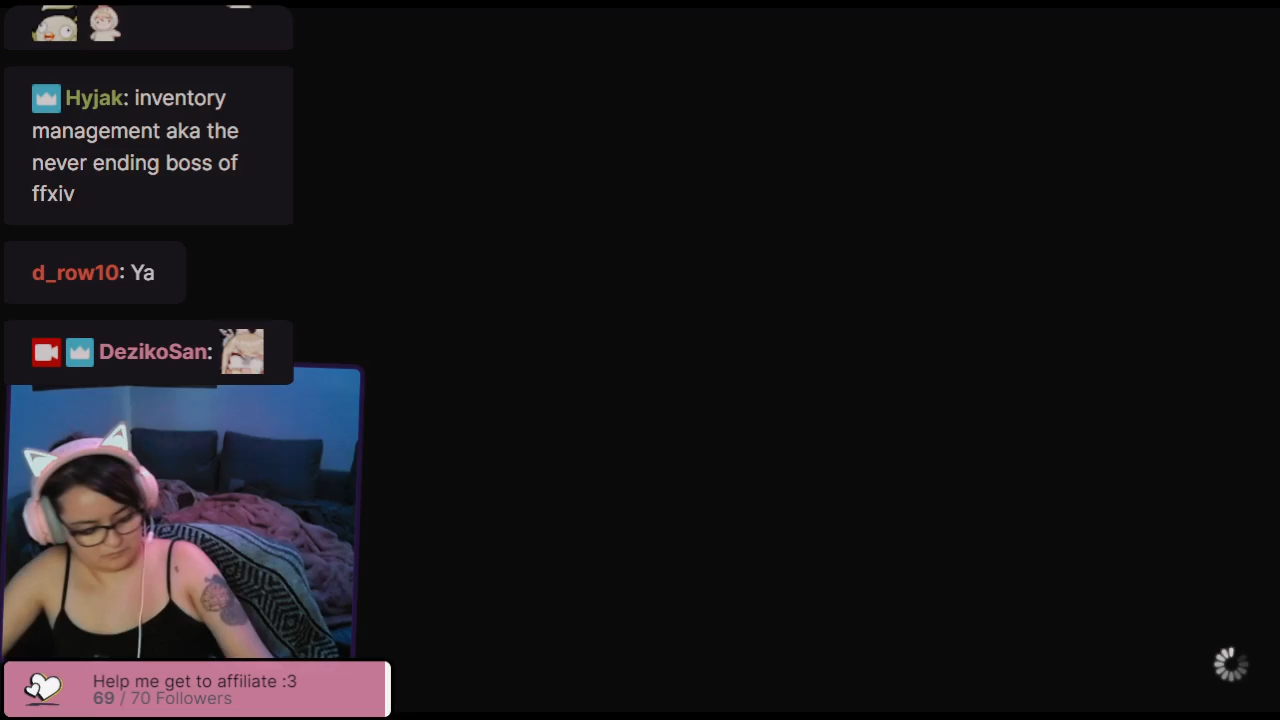 Hyjak: inventory
management aka the
never ending boss of
ffxiv
d_row10: Ya
DezikoSan:
Help me get to affiliate :3
69 / 70 Followers